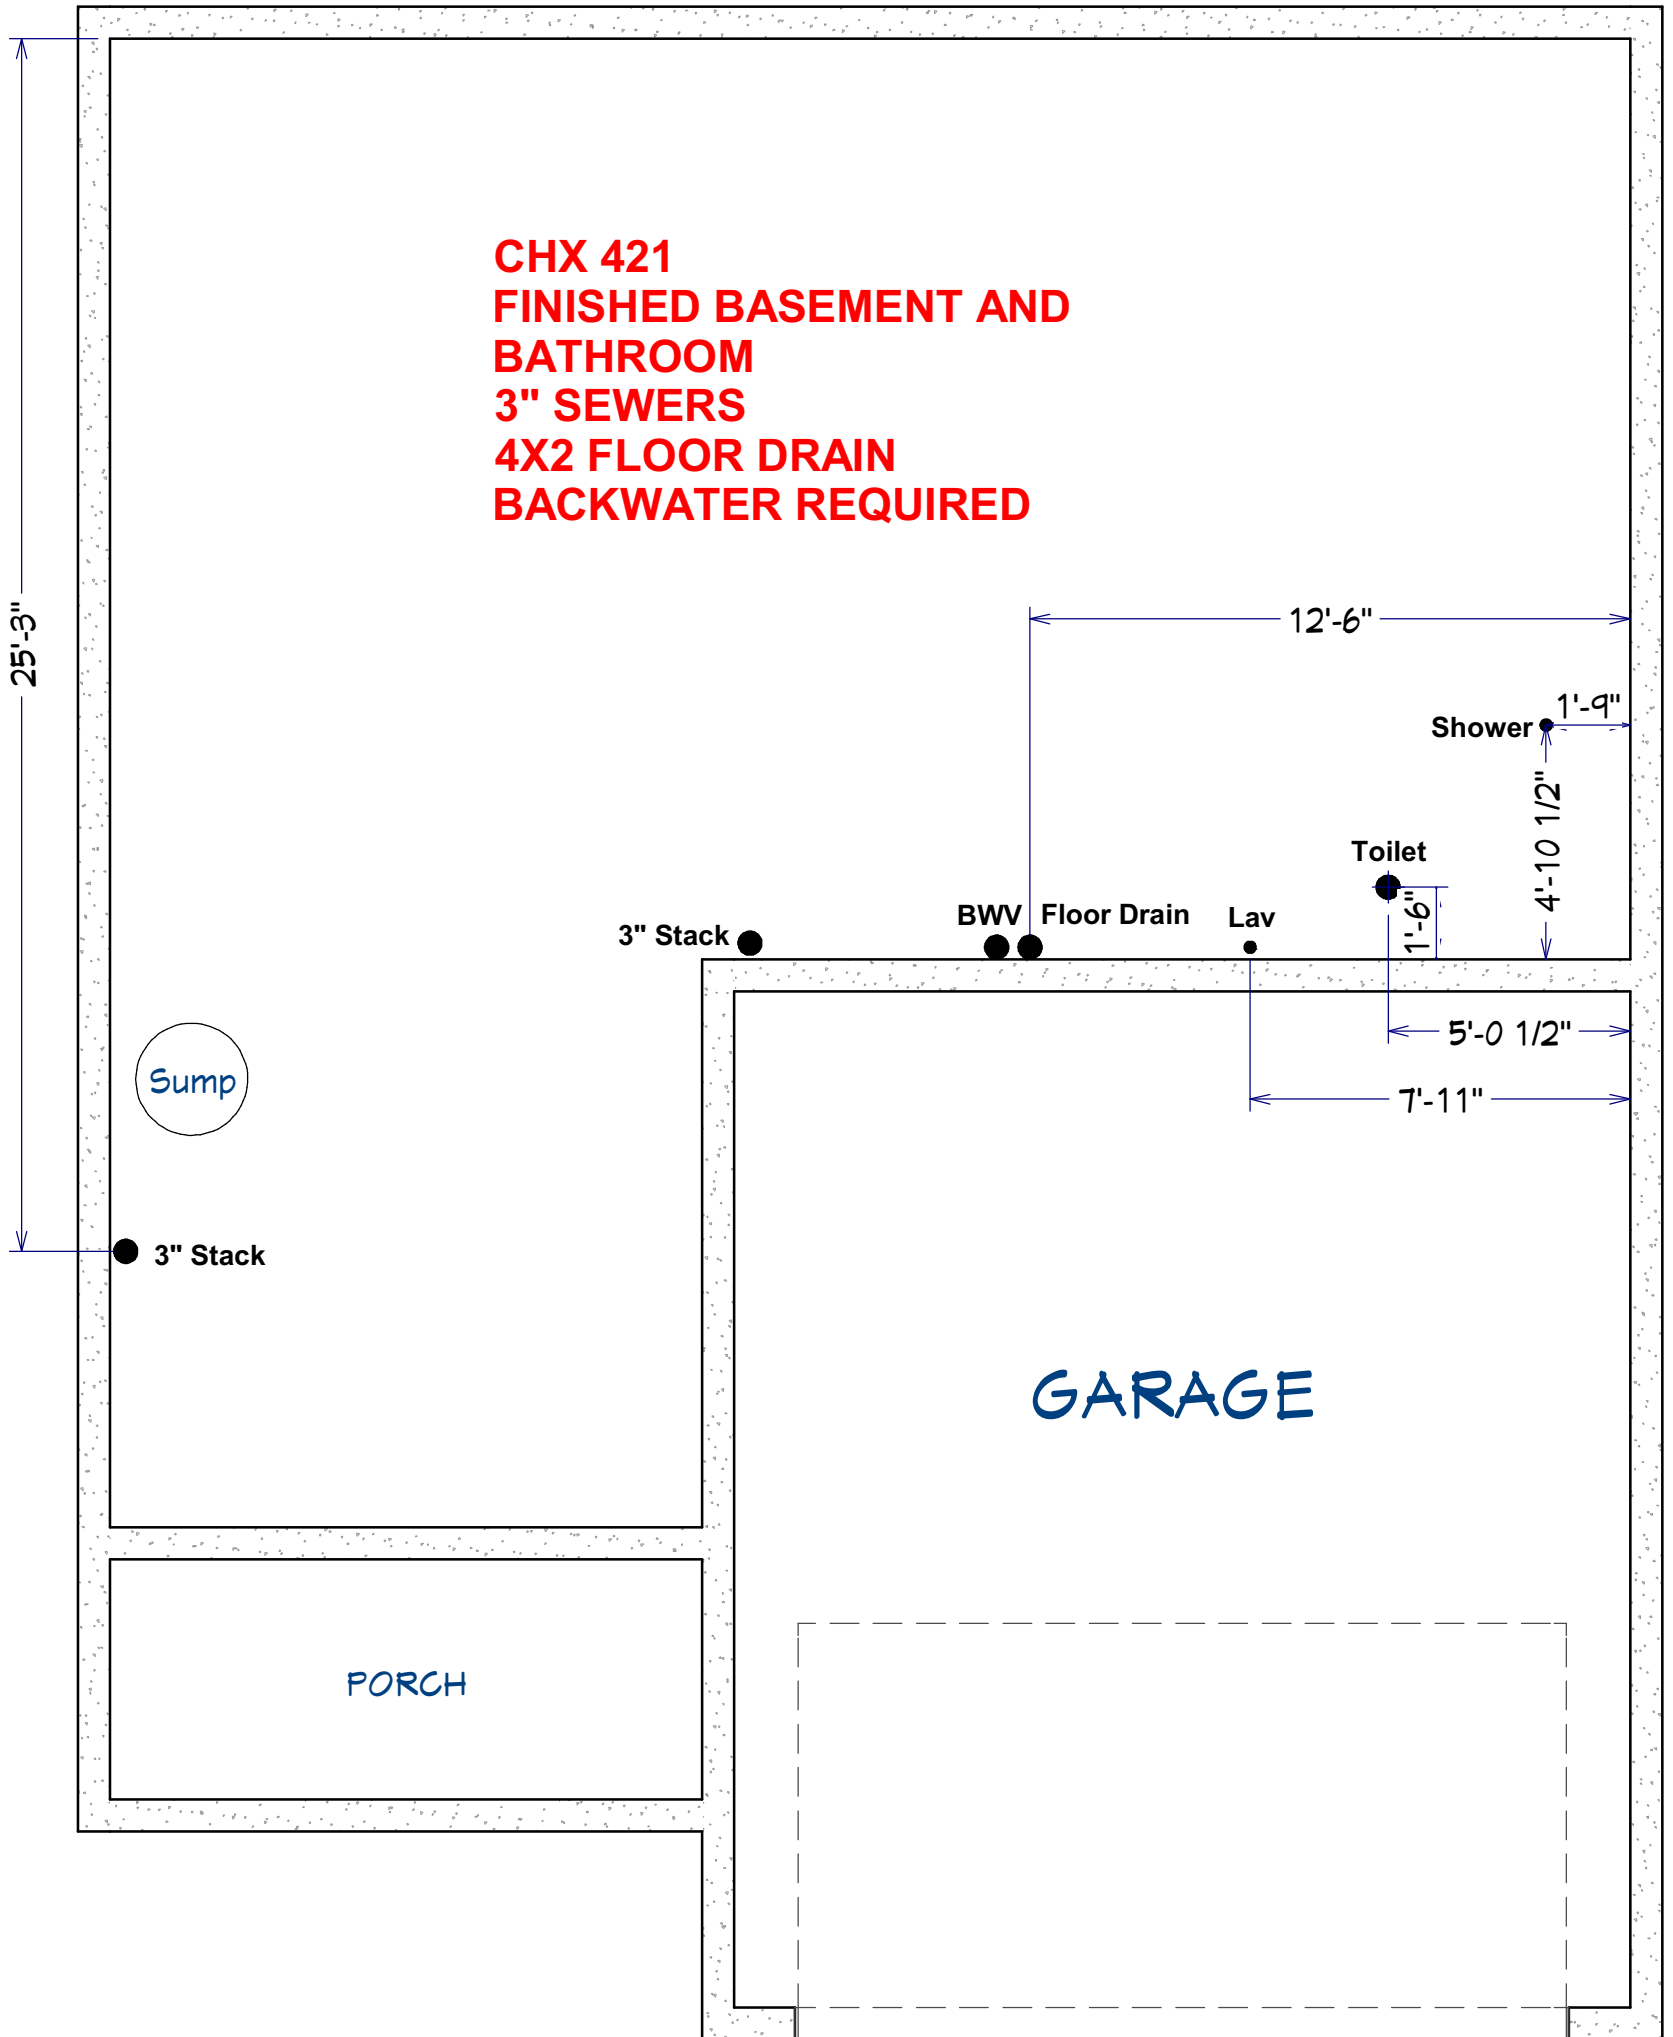 CHX 421
FINISHED BASEMENT AND
BATHROOM
3" SEWERS
4X2 FLOOR DRAIN
BACKWATER REQUIRED
25'-3"
12'-6"
1'-9"
Shower
4'-10 1/2"
Toilet
1'-6"
3" Stack
BWV
Floor Drain
Lav
5'-0 1/2"
7'-11"
Sump
3" Stack
GARAGE
PORCH